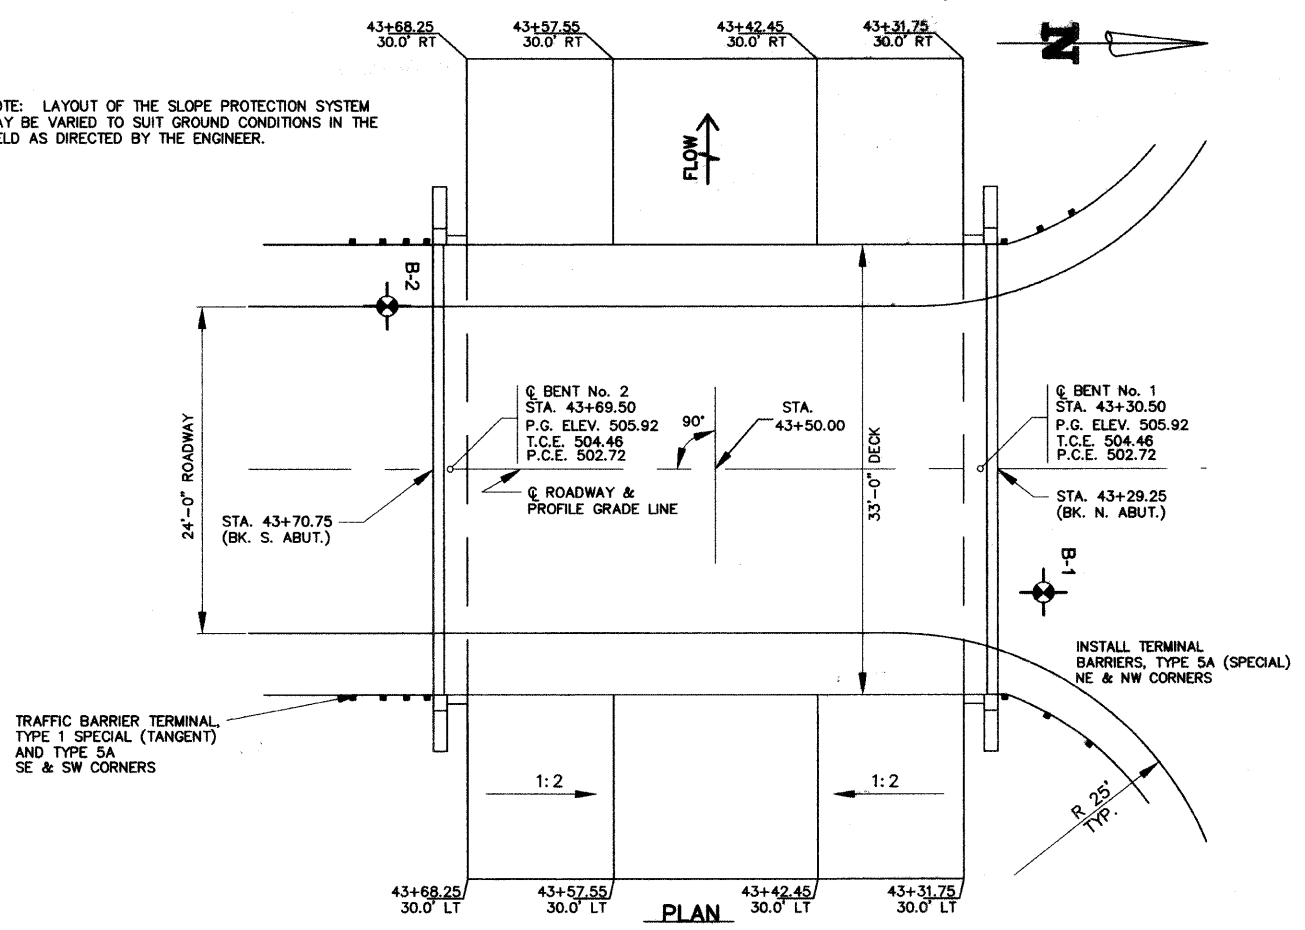 43+68.25
30.0' RT
43+57.55
30.0' RT
43+42.45
30.0' RT
43+31.75
30.0' RT
N
OTE: LAYOUT OF THE SLOPE PROTECTION SYSTEM
AY BE VARIED TO SUIT GROUND CONDITIONS IN THE
ELD AS DIRECTED BY THE ENGINEER.
FLOW
B-2
24'-0" ROADWAY
℄ BENT No. 2
STA. 43+69.50
P.G. ELEV. 505.92
T.C.E. 504.46
P.C.E. 502.72
90°
STA.
43+50.00
33'-0" DECK
℄ BENT No. 1
STA. 43+30.50
P.G. ELEV. 505.92
T.C.E. 504.46
P.C.E. 502.72
STA. 43+70.75
(BK. S. ABUT.)
℄ ROADWAY &
PROFILE GRADE LINE
STA. 43+29.25
(BK. N. ABUT.)
B-1
INSTALL TERMINAL
BARRIERS, TYPE 5A (SPECIAL)
NE & NW CORNERS
TRAFFIC BARRIER TERMINAL,
TYPE 1 SPECIAL (TANGENT)
AND TYPE 5A
SE & SW CORNERS
1:2
1:2
R 25'
TYP.
43+68.25
30.0' LT
43+57.55
30.0' LT
43+42.45
30.0' LT
43+31.75
30.0' LT
PLAN